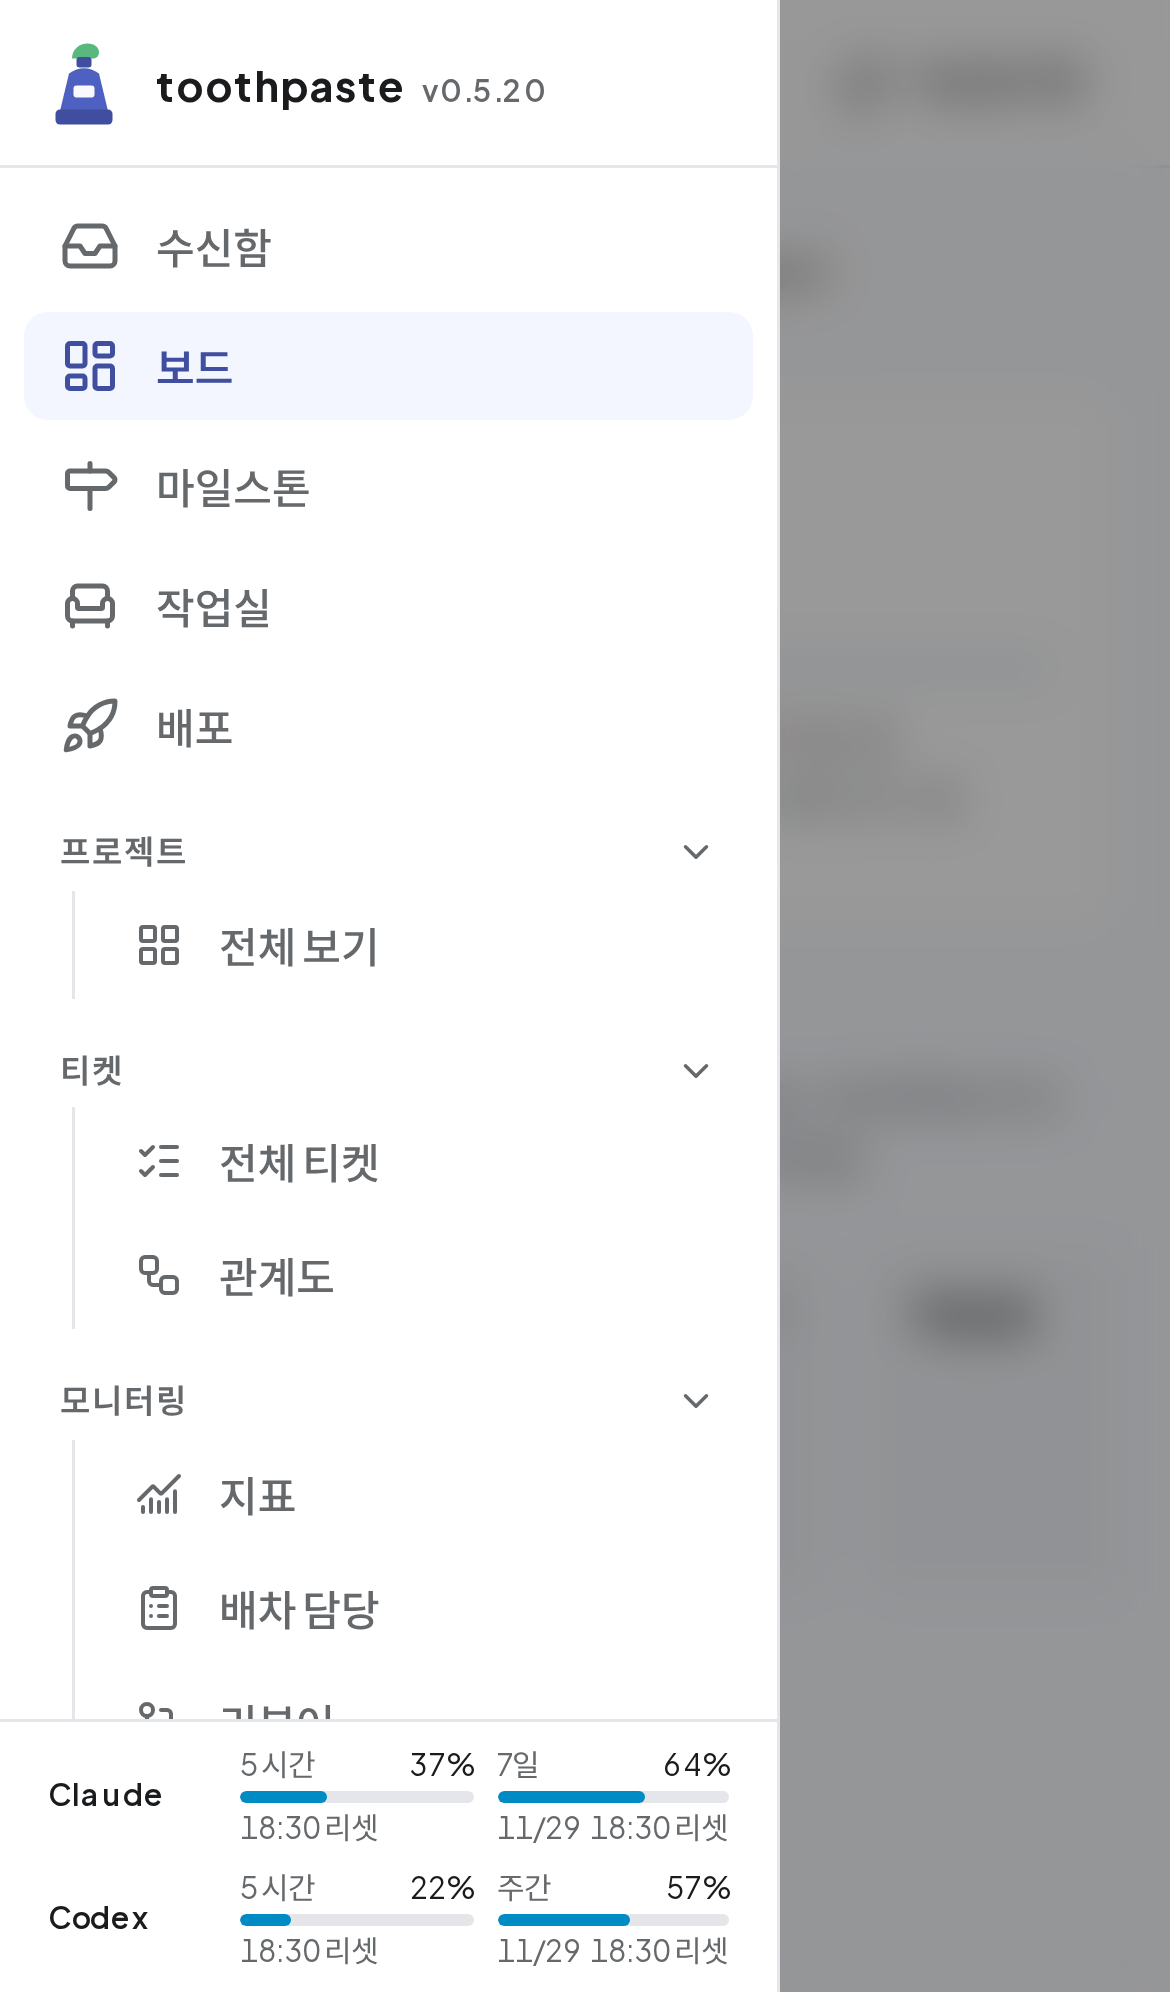 toothpaste v0.5.20
수신함
보드
마일스톤
작업실
배포
프로젝트
전체 보기
티켓
전체 티켓
관계도
모니터링
지표
배차 담당
Claude
5시간 37%
18:30 리셋
7일 64%
11/29 18:30 리셋
Codex
5시간 22%
18:30 리셋
주간 57%
11/29 18:30 리셋